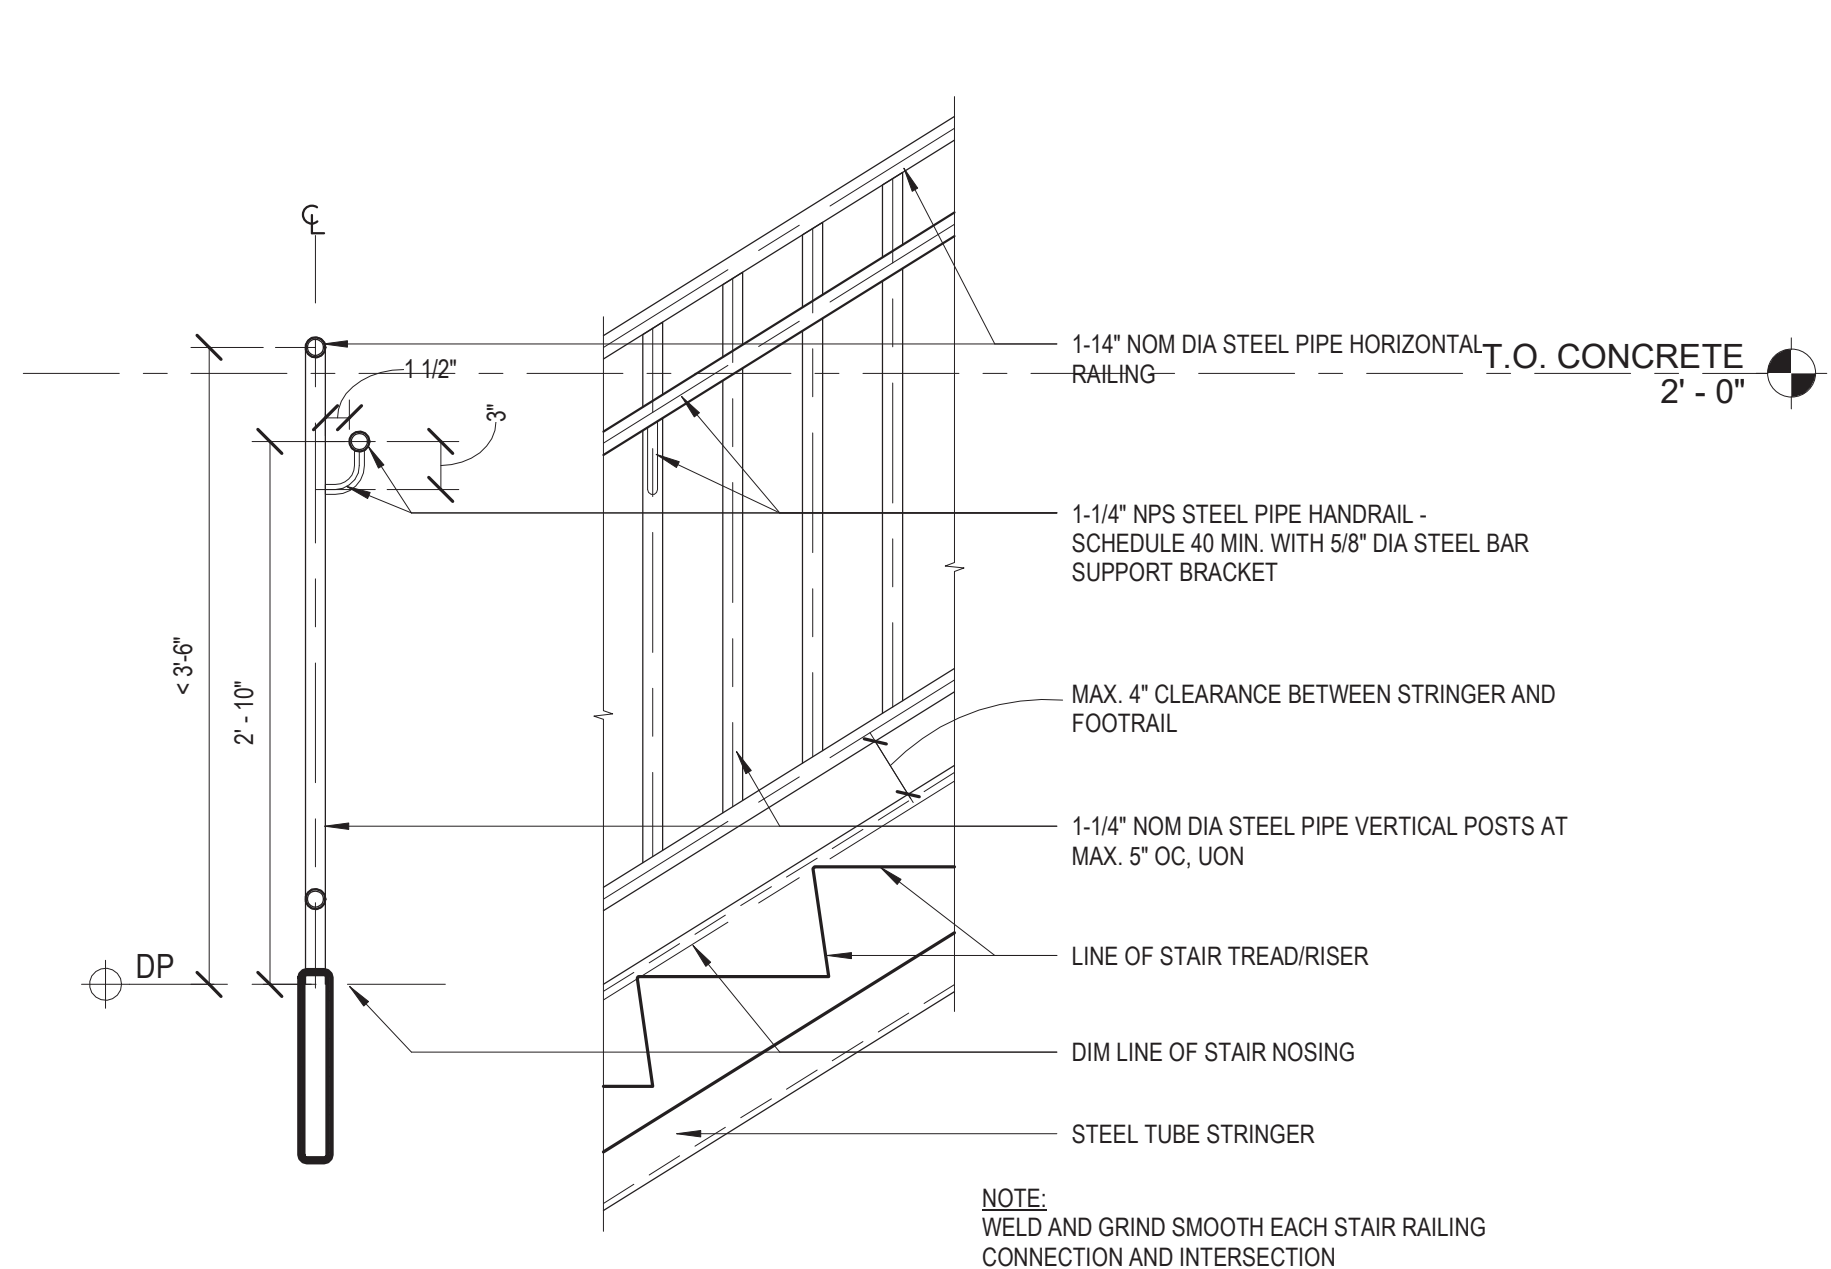 ℄
1 1/2"
3"
< 3'-6"
2' - 10"
DP
1-14" NOM DIA STEEL PIPE HORIZONTAL
RAILING
T.O. CONCRETE
2' - 0"
1-1/4" NPS STEEL PIPE HANDRAIL -
SCHEDULE 40 MIN. WITH 5/8" DIA STEEL BAR
SUPPORT BRACKET
MAX. 4" CLEARANCE BETWEEN STRINGER AND
FOOTRAIL
1-1/4" NOM DIA STEEL PIPE VERTICAL POSTS AT
MAX. 5" OC, UON
LINE OF STAIR TREAD/RISER
DIM LINE OF STAIR NOSING
STEEL TUBE STRINGER
NOTE:
WELD AND GRIND SMOOTH EACH STAIR RAILING
CONNECTION AND INTERSECTION